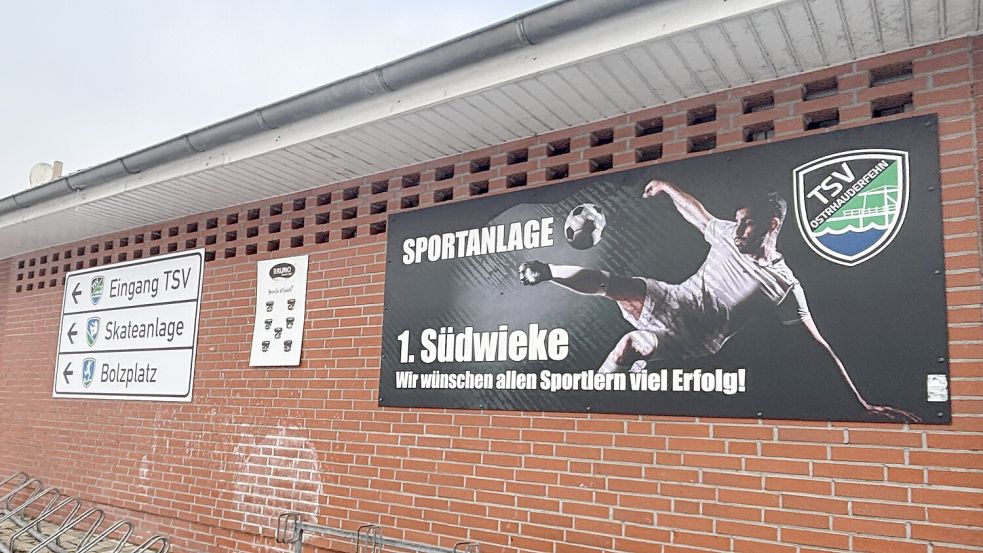 Eingang TSV
Skateanlage
Bolzplatz
BRUNO
SPORTANLAGE
1. Südwieke
Wir wünschen allen Sportlern viel Erfolg!
TSV
OSTRHAUDERFEHN